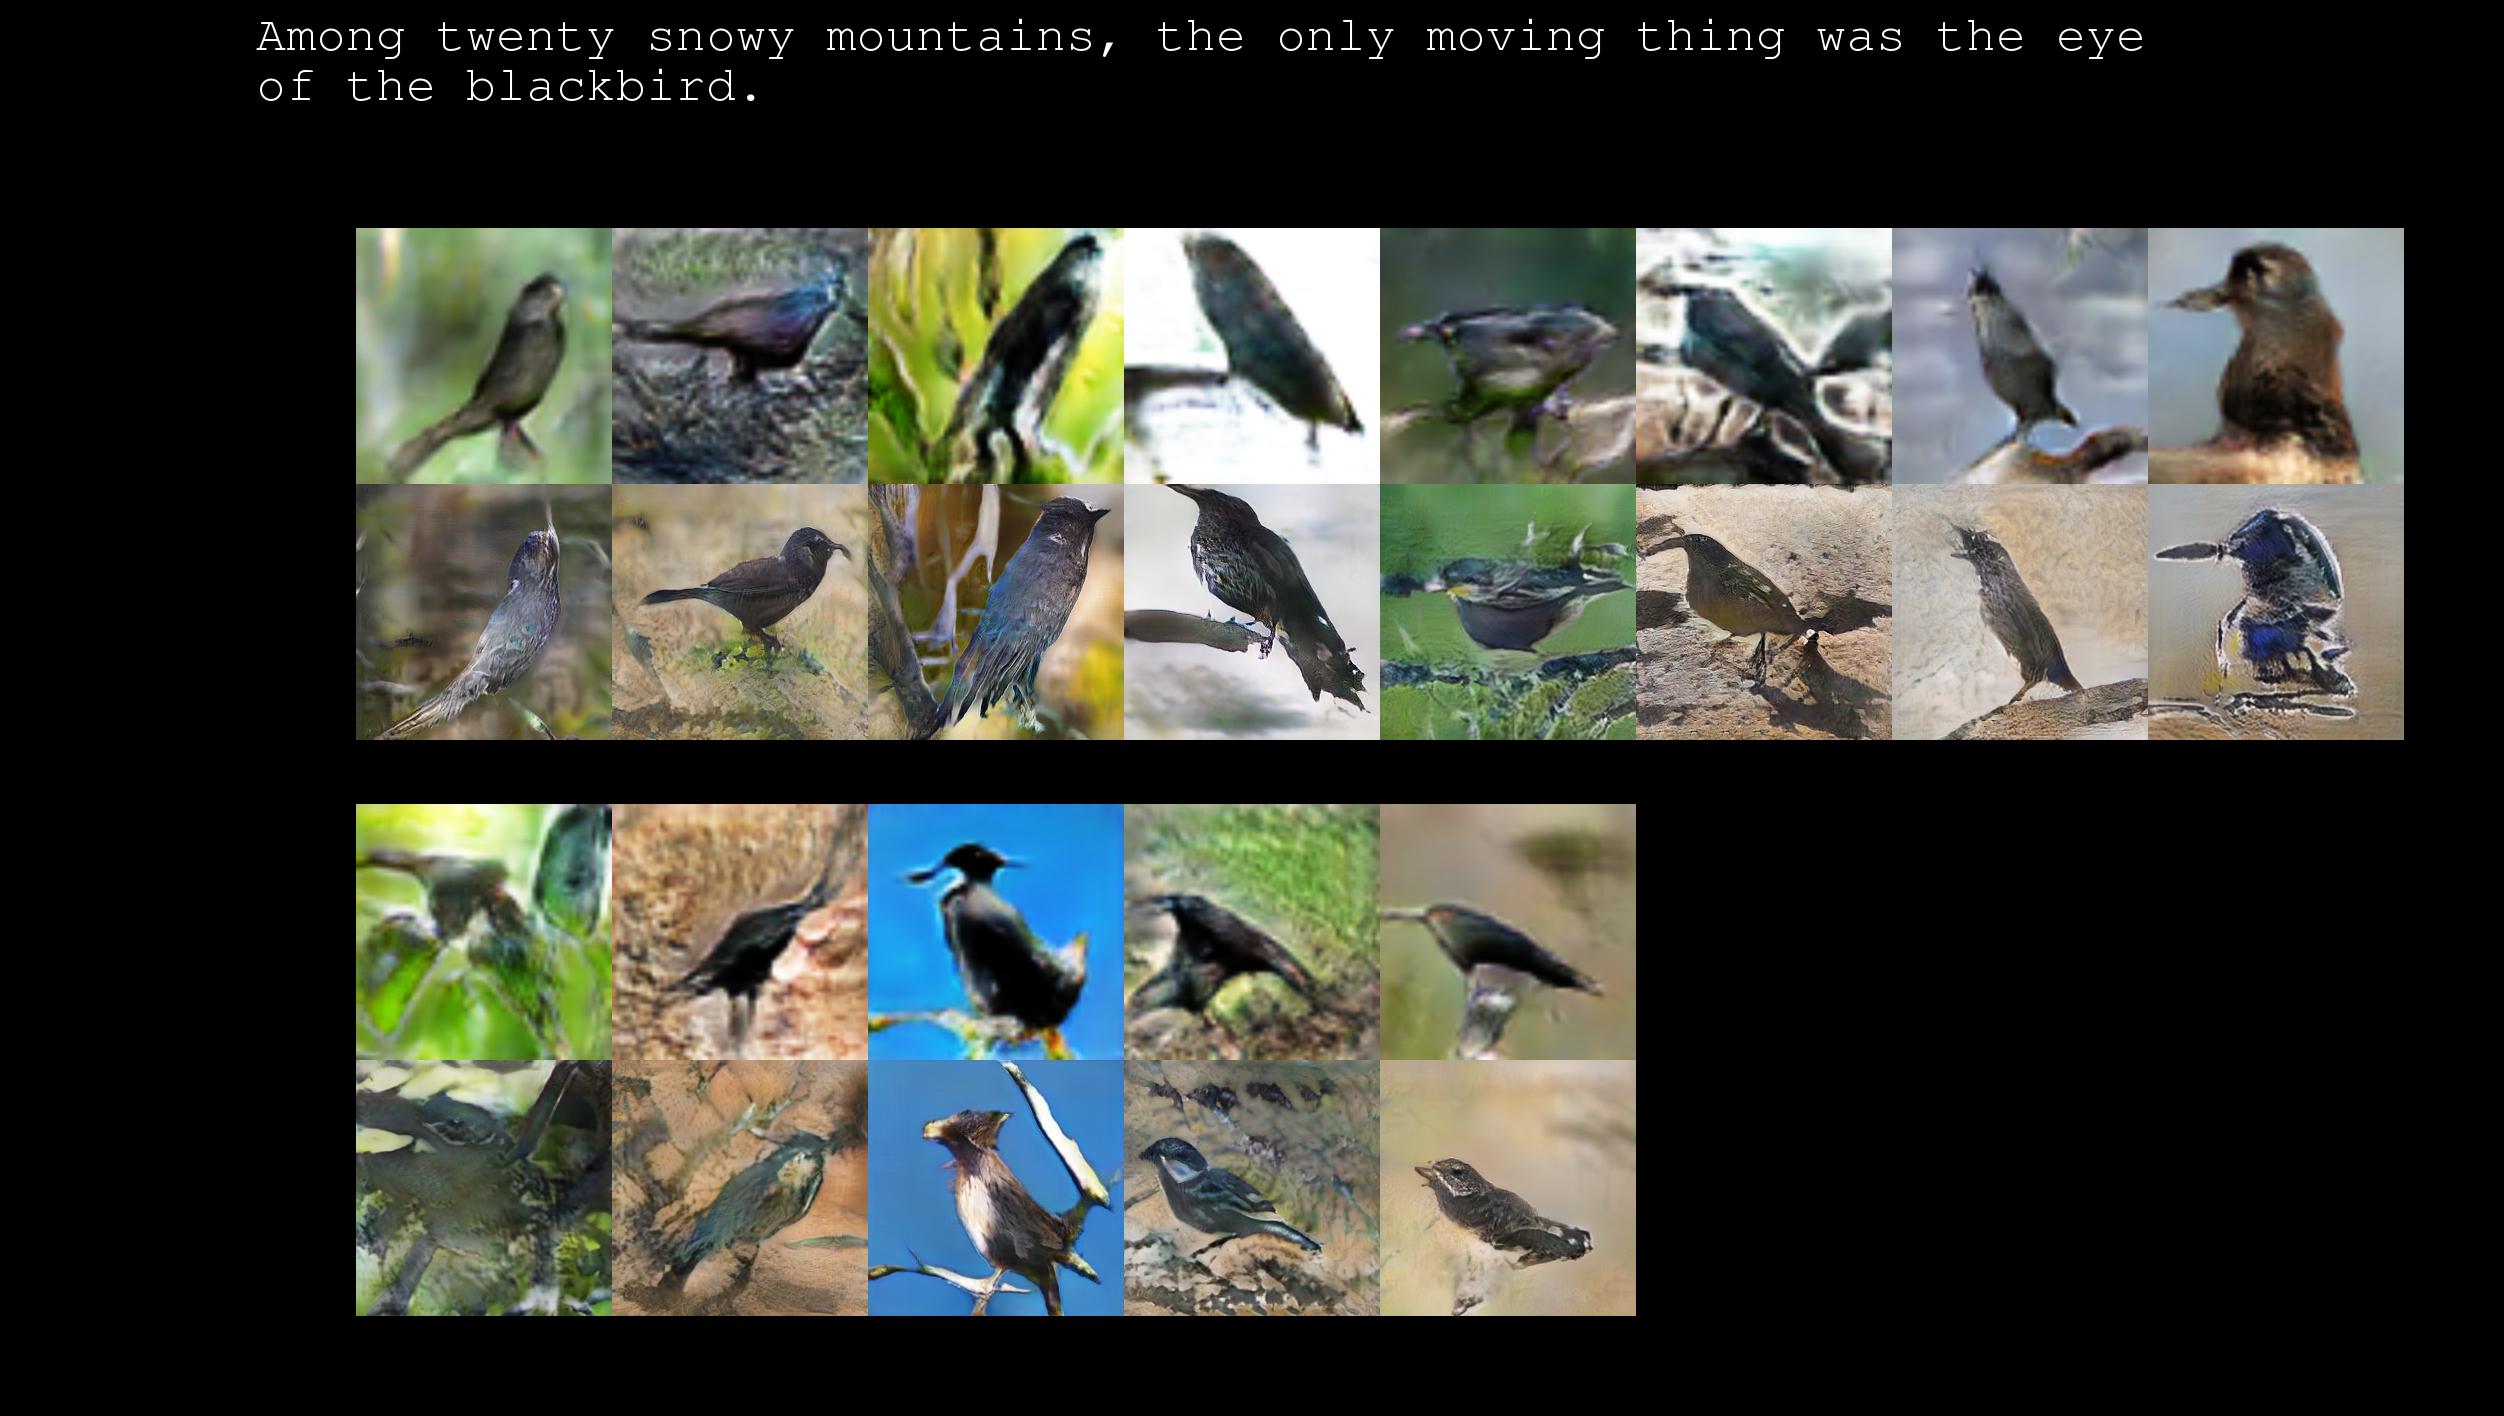 Among twenty snowy mountains, the only moving thing was the eye
of the blackbird.